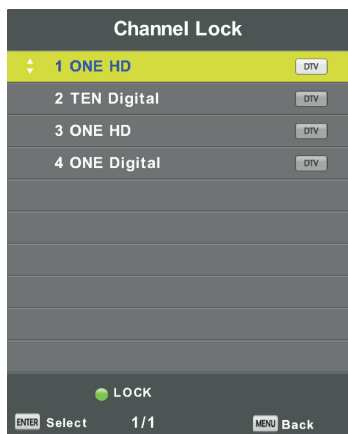 Channel Lock
1 ONE HD DTV
2 TEN Digital DTV
3 ONE HD DTV
4 ONE Digital DTV
LOCK
ENTER Select 1/1 MENU Back